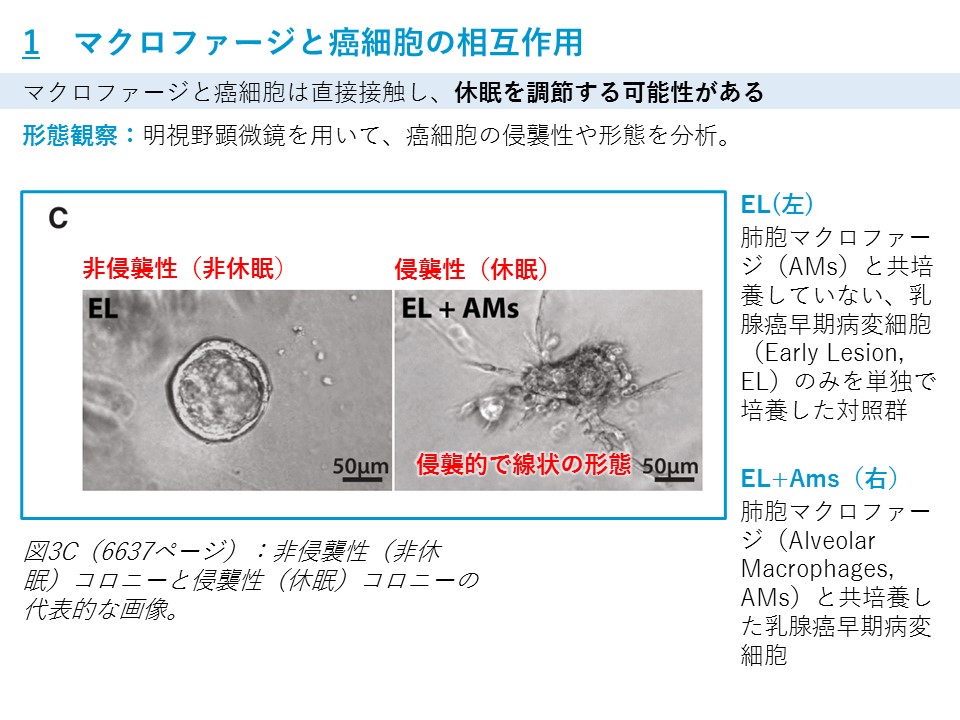 1 マクロファージと癌細胞の相互作用
マクロファージと癌細胞は直接接触し、休眠を調節する可能性がある
形態観察：明視野顕微鏡を用いて、癌細胞の侵襲性や形態を分析。
C
非侵襲性（非休眠）
侵襲性（休眠）
EL
EL + AMs
50μm
侵襲的で線状の形態
50μm
図3C（6637ページ）：非侵襲性（非休
眠）コロニーと侵襲性（休眠）コロニーの
代表的な画像。
EL(左)
肺胞マクロファー
ジ（AMs）と共培
養していない、乳
腺癌早期病変細胞
（Early Lesion,
EL）のみを単独で
培養した対照群
EL+Ams（右）
肺胞マクロファー
ジ（Alveolar
Macrophages,
AMs）と共培養し
た乳腺癌早期病変
細胞